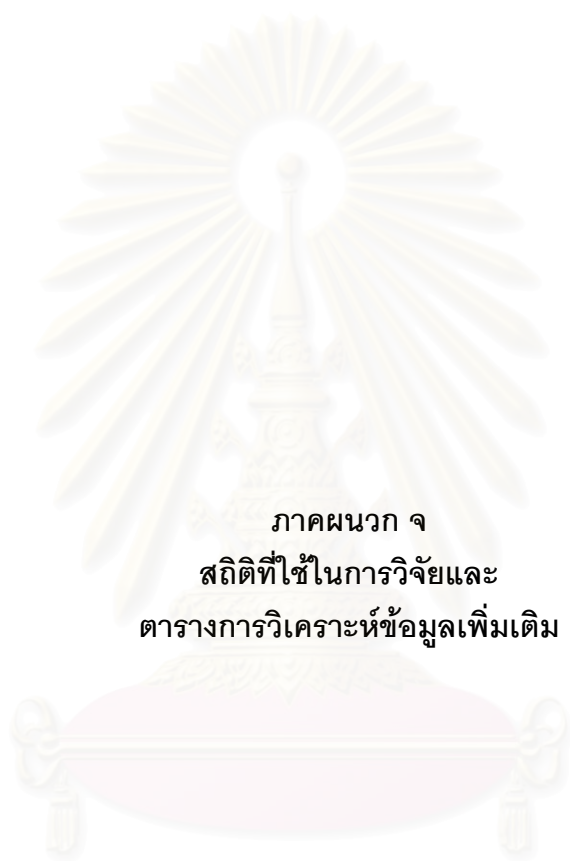 ภาคผนวก จ
สถิติที่ใช้ในการวิจัยและ
ตารางการวิเคราะห์ข้อมูลเพิ่มเติม